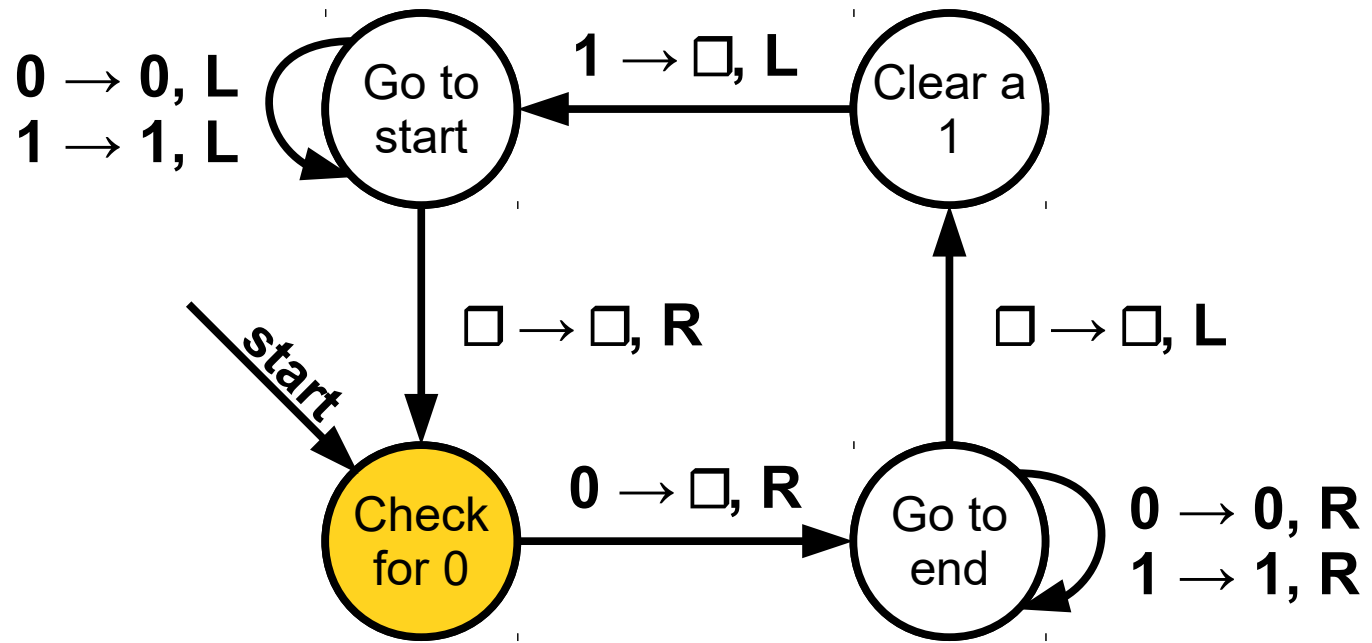 0 → 0, L
1 → 1, L
Go to
start
1 → □, L
Clear a
1
□ → □, R
□ → □, L
start
Check
for 0
0 → □, R
Go to
end
0 → 0, R
1 → 1, R